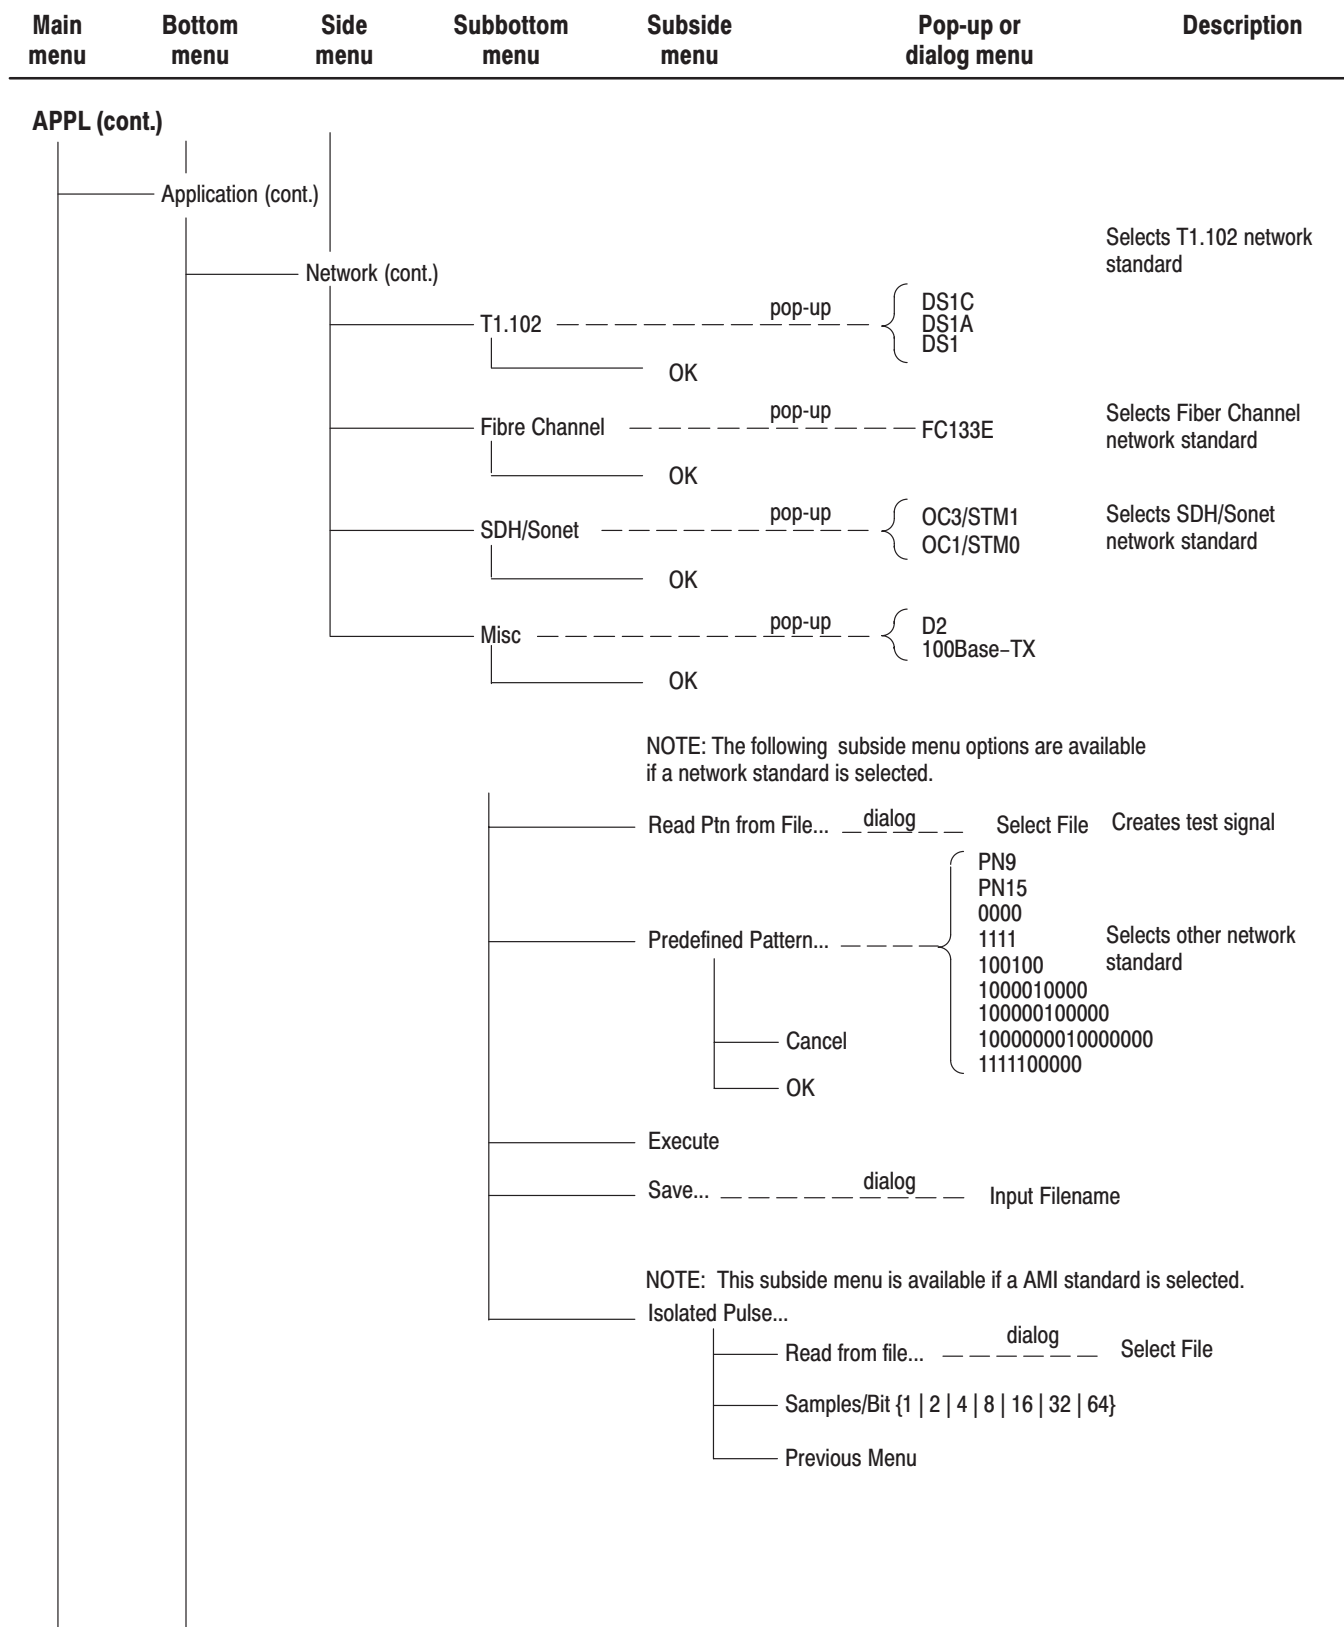 Main menu
Bottom menu
Side menu
Subbottom menu
Subside menu
Pop-up or dialog menu
Description
APPL (cont.)
Application (cont.)
Selects T1.102 network
standard
Network (cont.)
T1.102
pop-up
DS1C
DS1A
DS1
OK
Fibre Channel
pop-up
FC133E
Selects Fiber Channel
network standard
OK
SDH/Sonet
pop-up
OC3/STM1
OC1/STM0
Selects SDH/Sonet
network standard
OK
Misc
pop-up
D2
100Base–TX
OK
NOTE: The following subside menu options are available
if a network standard is selected.
Read Ptn from File...
dialog
Select File
Creates test signal
Predefined Pattern...
PN9
PN15
0000
1111
100100
1000010000
100000100000
1000000010000000
1111100000
Selects other network
standard
Cancel
OK
Execute
Save...
dialog
Input Filename
NOTE: This subside menu is available if a AMI standard is selected.
Isolated Pulse...
Read from file...
dialog
Select File
Samples/Bit {1 | 2 | 4 | 8 | 16 | 32 | 64}
Previous Menu